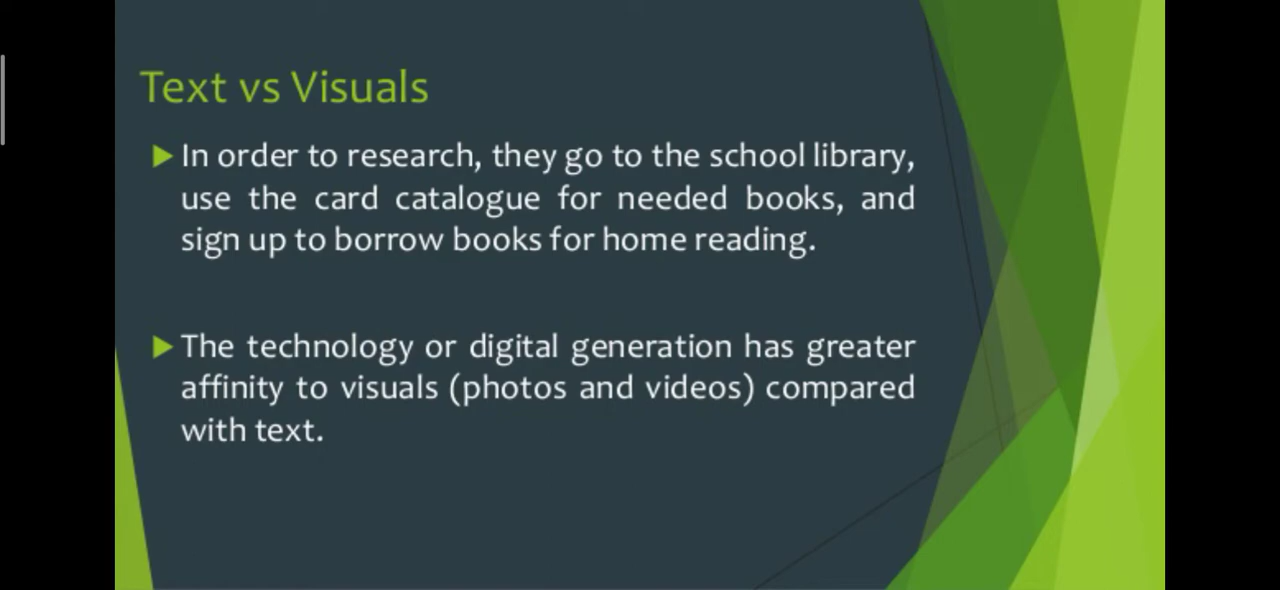 Text vs Visuals
In order to research, they go to the school library,
use the card catalogue for needed books, and
sign up to borrow books for home reading.
The technology or digital generation has greater
affinity to visuals (photos and videos) compared
with text.